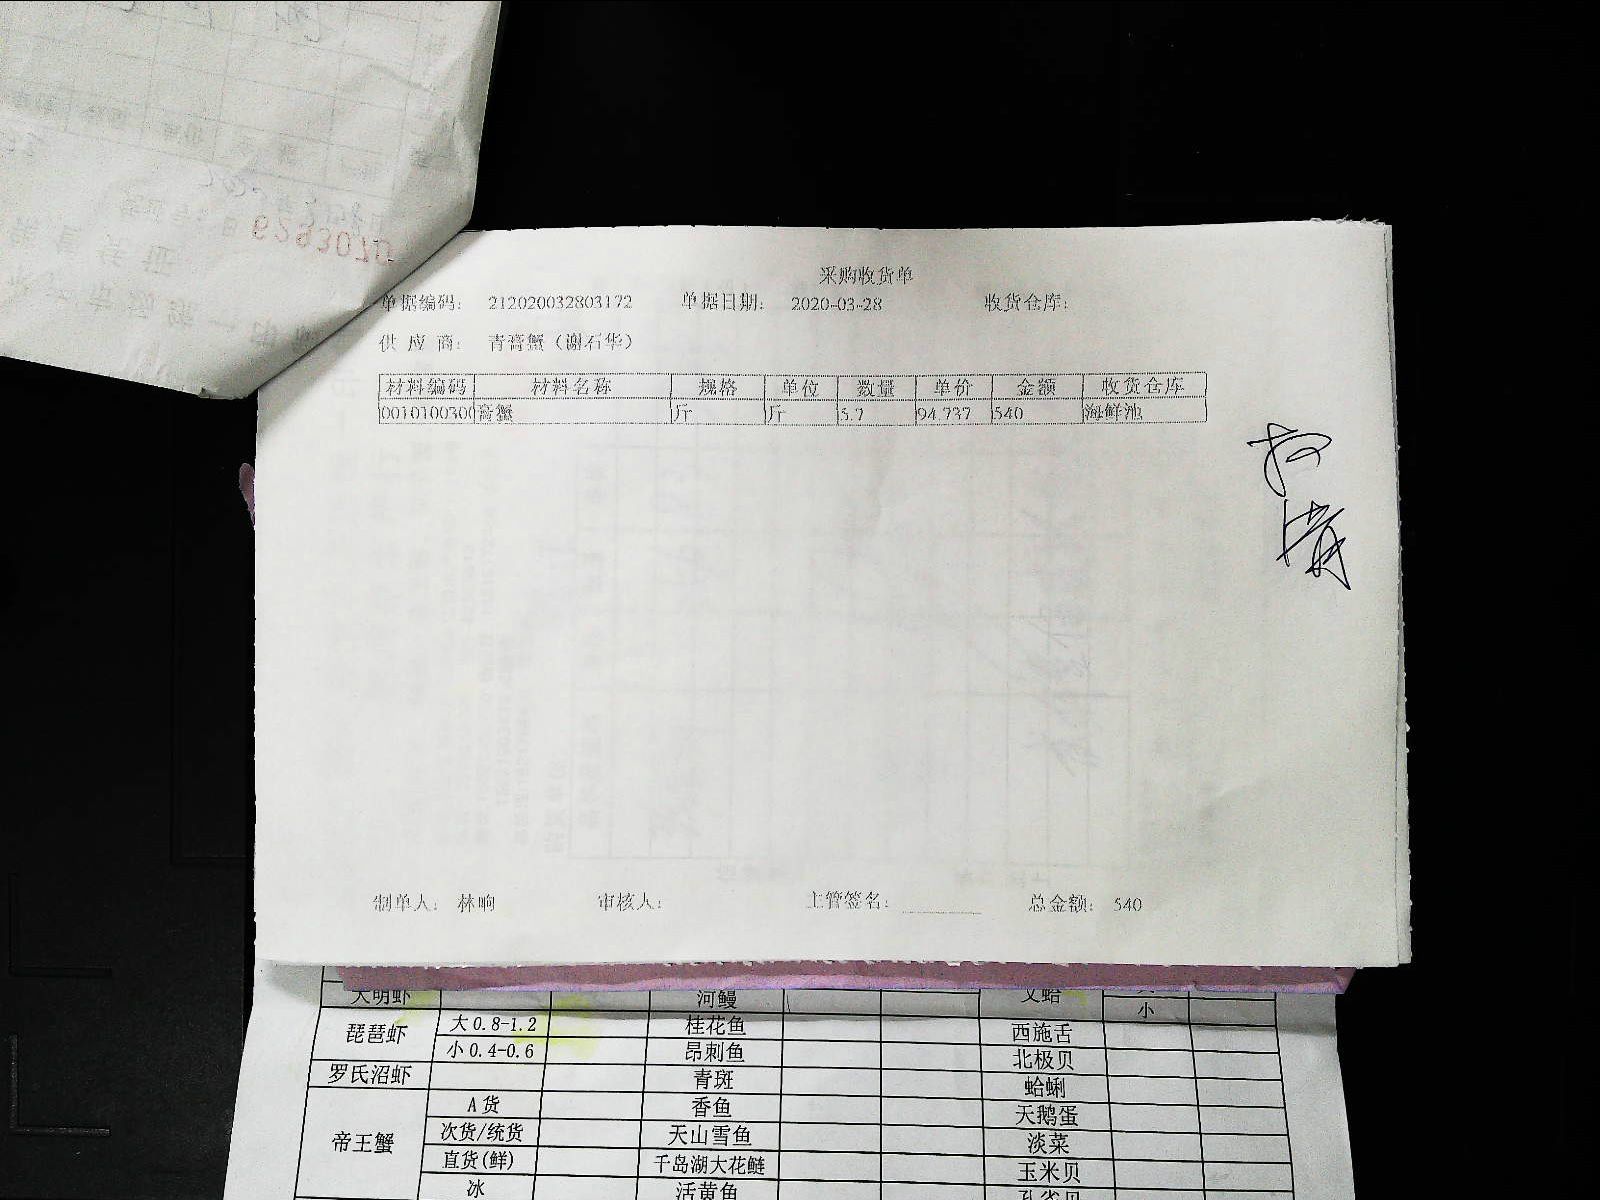 6293070
采购收货单
单据编码： 212020032803172 单据日期： 2020-03-28 收货仓库：
供 应 商： 青膏蟹（谢石华）
材料编码 材料名称 规格 单位 数量 单价 金额 收货仓库
0010100300 膏蟹 斤 斤 5.7 94.737 540 海鲜池
制单人： 林响 审核人： 主管签名： 总金额： 540
大明虾 河鳗 文蛤
小
琵琶虾 大0.8-1.2 桂花鱼 西施舌
小0.4-0.6 昂刺鱼 北极贝
罗氏沼虾 青斑 蛤蜊
帝王蟹 A货 香鱼 天鹅蛋
次货/统货 天山雪鱼 淡菜
直货(鲜) 千岛湖大花鲢 玉米贝
冰 活黄鱼